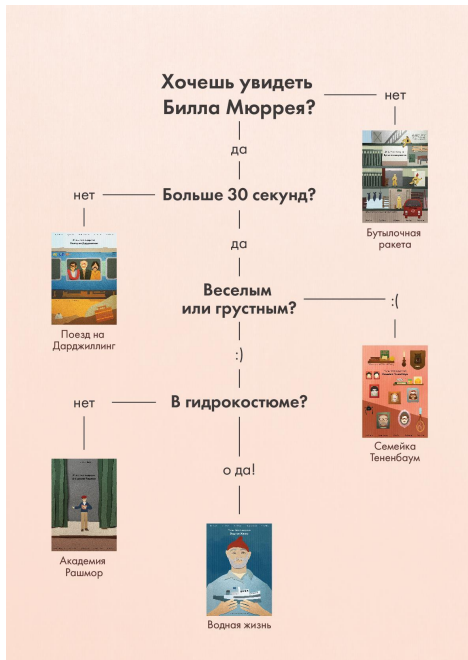 Хочешь увидеть
Билла Мюррея?
нет
да
Бутылочная
ракета
нет
Больше 30 секунд?
да
Поезд на
Дарджиллинг
Веселым
или грустным?
:(
:)
Семейка
Тененбаум
нет
В гидрокостюме?
о да!
Академия
Рашмор
Водная жизнь